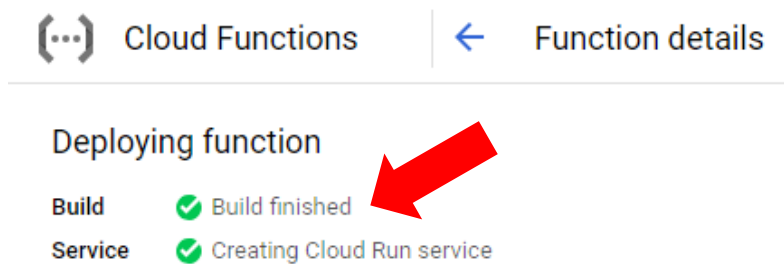 Cloud Functions Function details
Deploying function
Build Build finished
Service Creating Cloud Run service